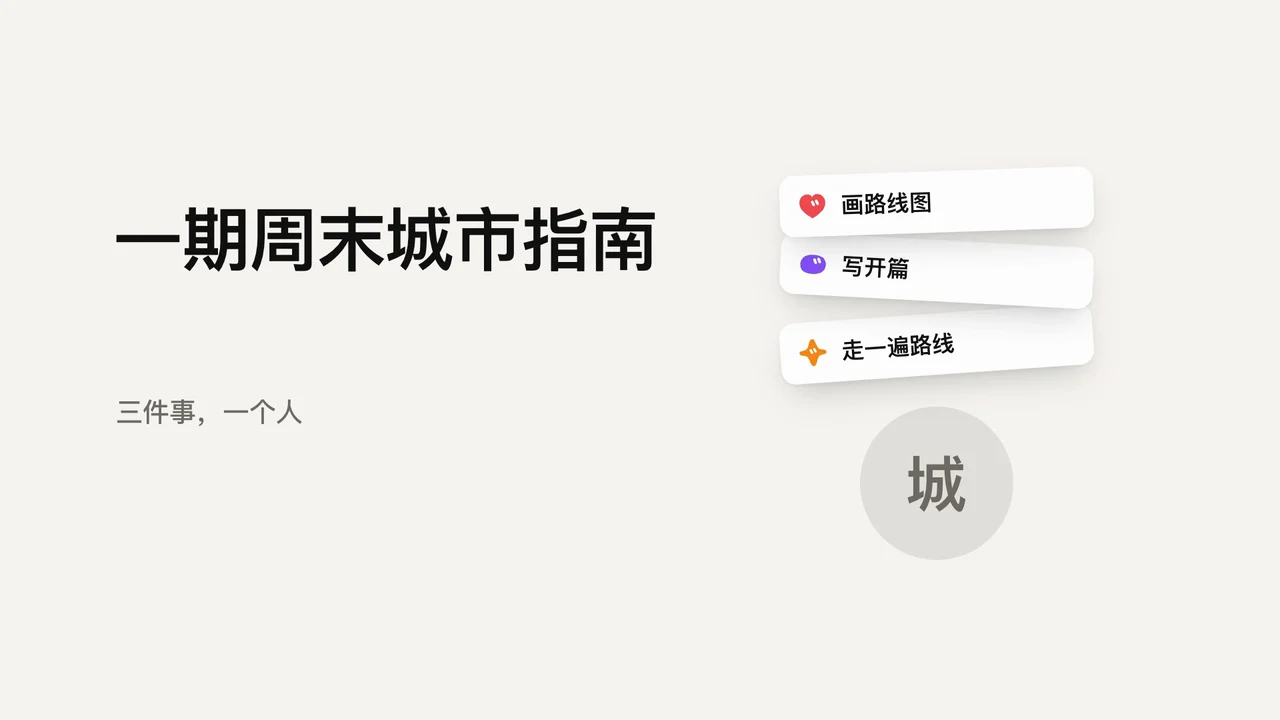 一期周末城市指南
三件事，一个人
画路线图
写开篇
走一遍路线
城